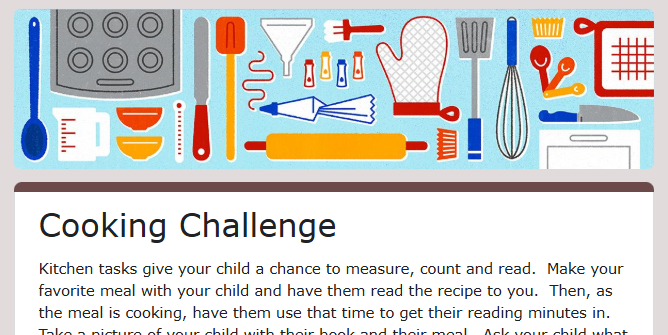 Cooking Challenge
Kitchen tasks give your child a chance to measure, count and read.  Make your
favorite meal with your child and have them read the recipe to you.  Then, as
the meal is cooking, have them use that time to get their reading minutes in.
Take a picture of your child with their book and their meal.  Ask your child what